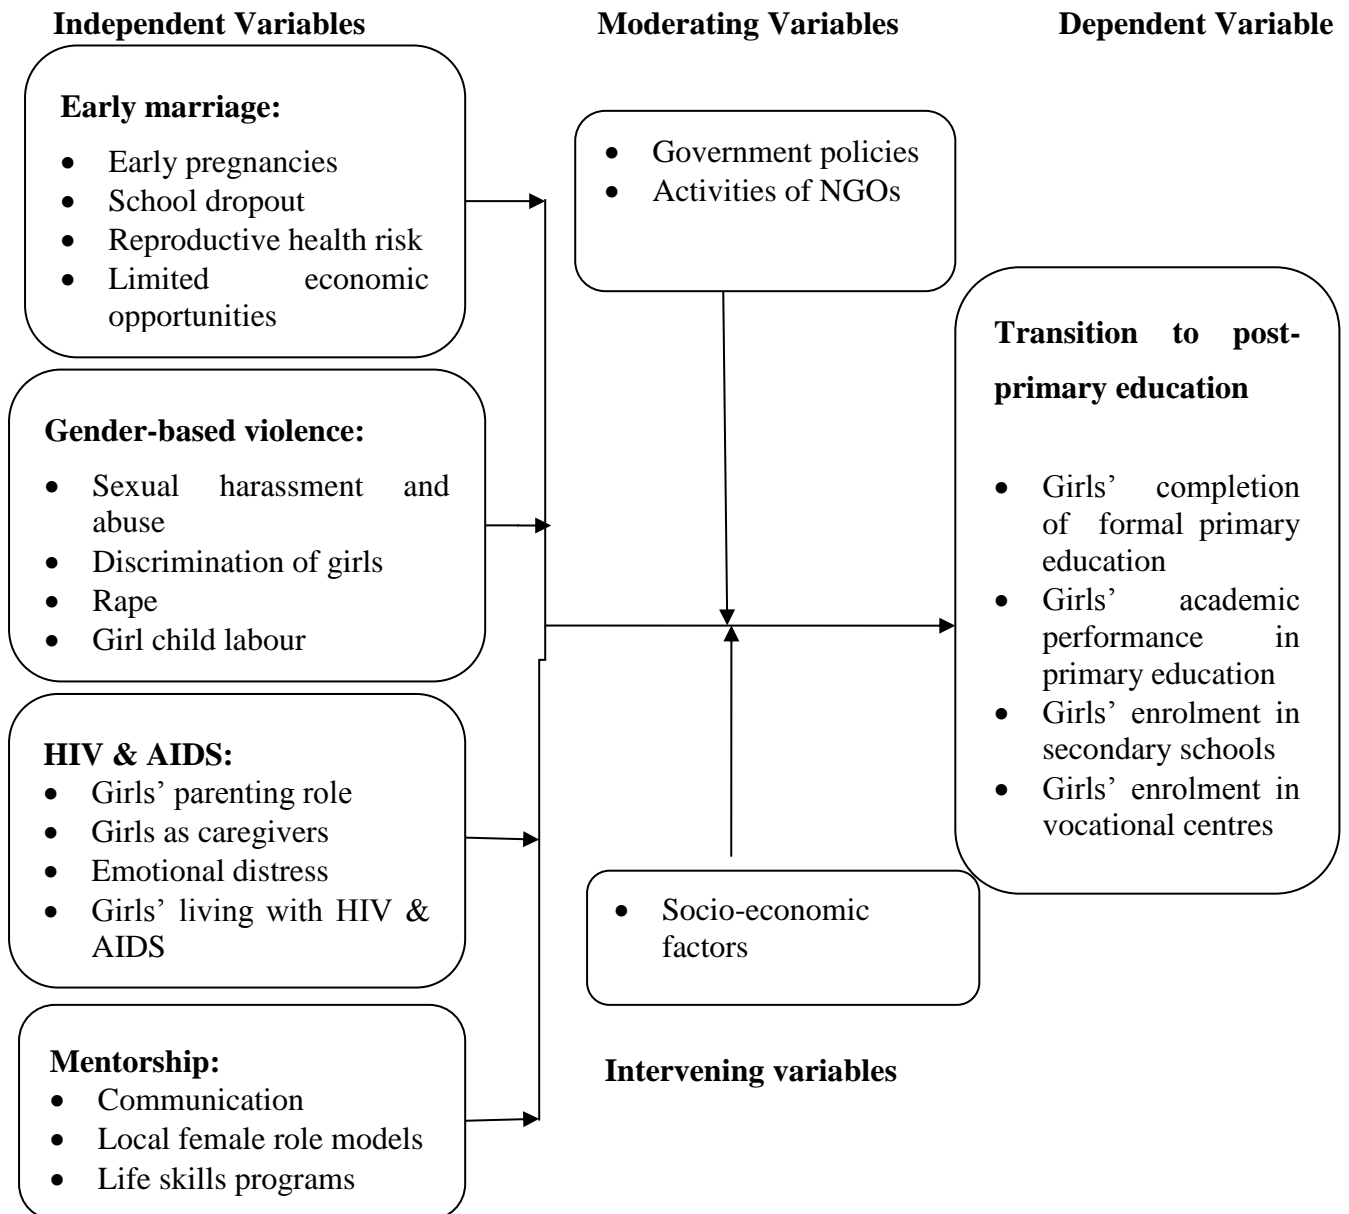 Independent Variables
Moderating Variables
Dependent Variable
Early marriage:
• Early pregnancies
• School dropout
• Reproductive health risk
• Limited economic
opportunities
Gender-based violence:
• Sexual harassment and
abuse
• Discrimination of girls
• Rape
• Girl child labour
HIV & AIDS:
• Girls’ parenting role
• Girls as caregivers
• Emotional distress
• Girls’ living with HIV &
AIDS
Mentorship:
• Communication
• Local female role models
• Life skills programs
• Government policies
• Activities of NGOs
• Socio-economic
factors
Intervening variables
Transition to post-
primary education
• Girls’ completion
of formal primary
education
• Girls’ academic
performance in
primary education
• Girls’ enrolment in
secondary schools
• Girls’ enrolment in
vocational centres